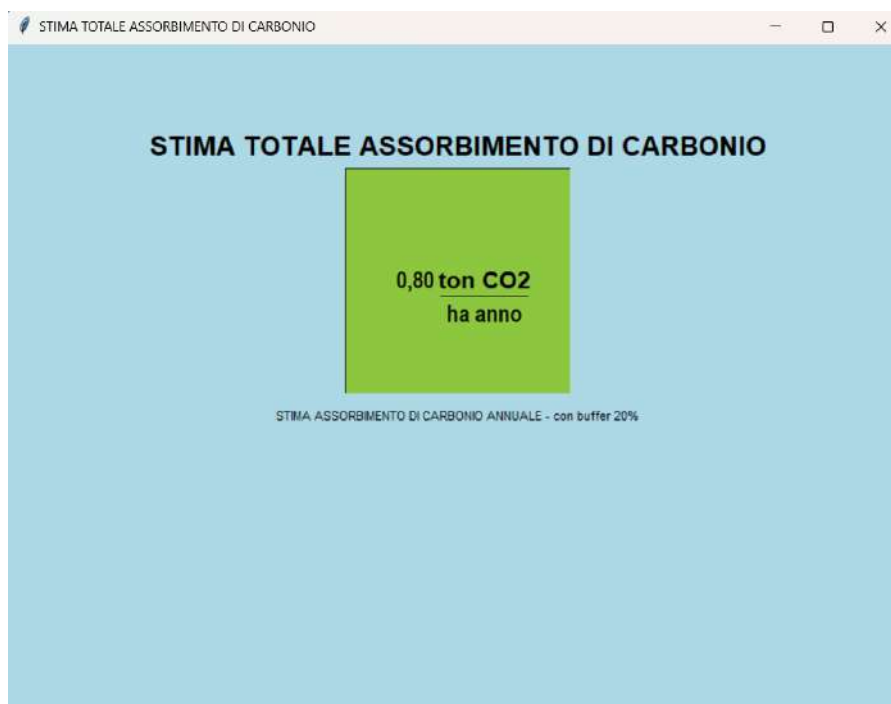 STIMA TOTALE ASSORBIMENTO DI CARBONIO
STIMA TOTALE ASSORBIMENTO DI CARBONIO
0,80 ton CO2
ha anno
STIMA ASSORBIMENTO DI CARBONIO ANNUALE - con buffer 20%